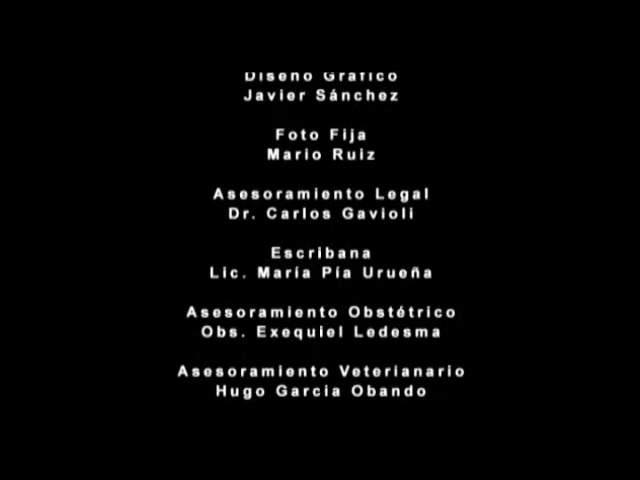 Diseño Gráfico
Javier Sánchez
Foto Fija
Mario Ruiz
Asesoramiento Legal
Dr. Carlos Gavioli
Escribana
Lic. María Pía Urueña
Asesoramiento Obstétrico
Obs. Exequiel Ledesma
Asesoramiento Veterianario
Hugo Garcia Obando